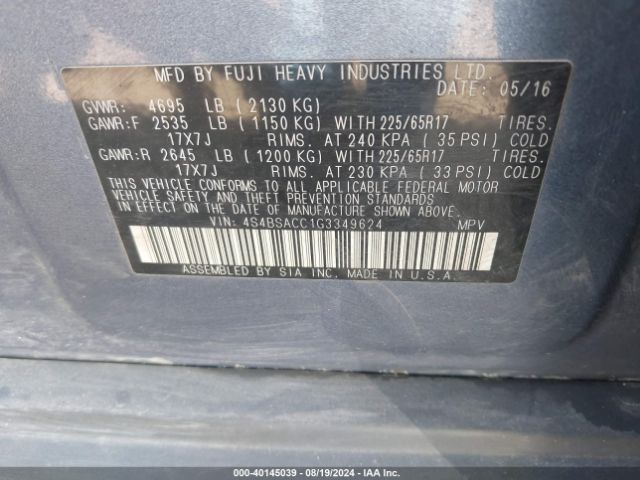 MFD BY FUJI HEAVY INDUSTRIES LTD.
DATE: 05/16
GVWR: 4695 LB ( 2130 KG)
GAWR:F 2535 LB ( 1150 KG) WITH 225/65R17 TIRES.
17X7J RIMS. AT 240 KPA ( 35 PSI) COLD
GAWR:R 2645 LB ( 1200 KG) WITH 225/65R17 TIRES.
17X7J RIMS. AT 230 KPA ( 33 PSI) COLD
THIS VEHICLE CONFORMS TO ALL APPLICABLE FEDERAL MOTOR
VEHICLE SAFETY AND THEFT PREVENTION STANDARDS
IN EFFECT ON THE DATE OF MANUFACTURE SHOWN ABOVE.
VIN: 4S4BSACC1G3349624 MPV
ASSEMBLED BY SIA INC. MADE IN U.S.A.
000-40145039 - 08/19/2024 - IAA Inc.